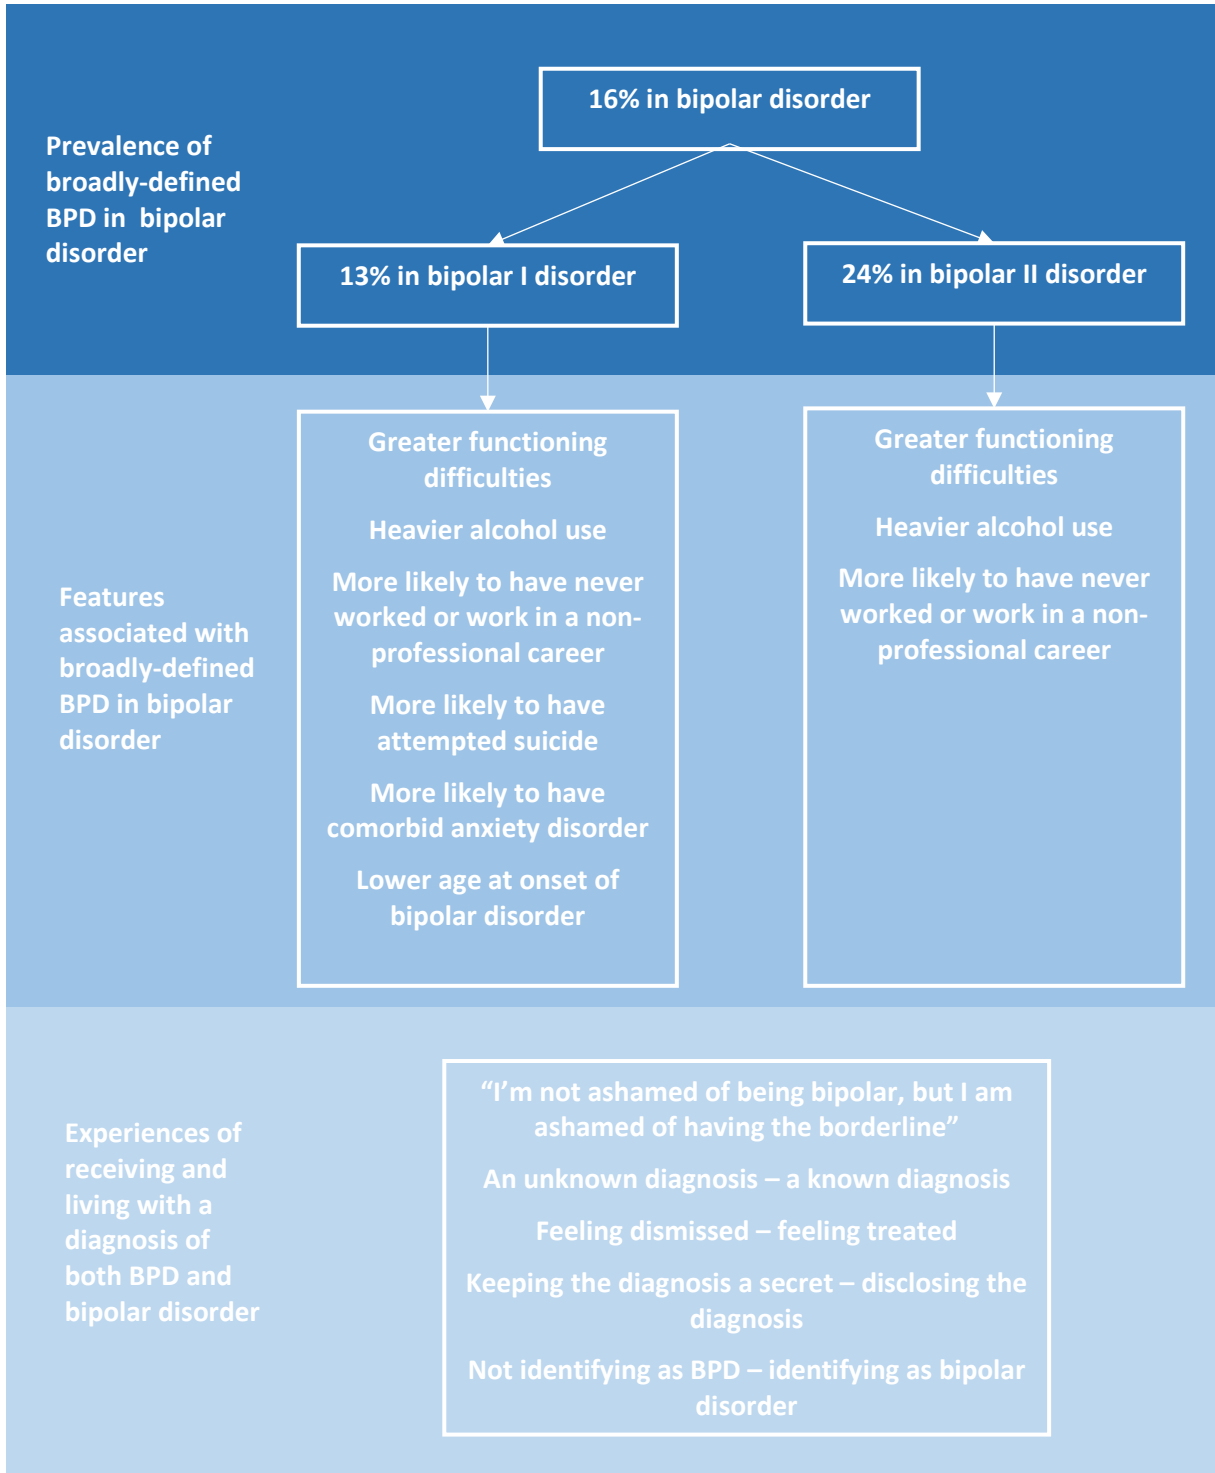 16% in bipolar disorder
Prevalence of
broadly-defined
BPD in bipolar
disorder
13% in bipolar I disorder
24% in bipolar II disorder
Features
associated with
broadly-defined
BPD in bipolar
disorder
Greater functioning
difficulties
Heavier alcohol use
More likely to have never
worked or work in a non-
professional career
More likely to have
attempted suicide
More likely to have
comorbid anxiety disorder
Lower age at onset of
bipolar disorder
Greater functioning
difficulties
Heavier alcohol use
More likely to have never
worked or work in a non-
professional career
Experiences of
receiving and
living with a
diagnosis of
both BPD and
bipolar disorder
“I’m not ashamed of being bipolar, but I am
ashamed of having the borderline”
An unknown diagnosis – a known diagnosis
Feeling dismissed – feeling treated
Keeping the diagnosis a secret – disclosing the
diagnosis
Not identifying as BPD – identifying as bipolar
disorder